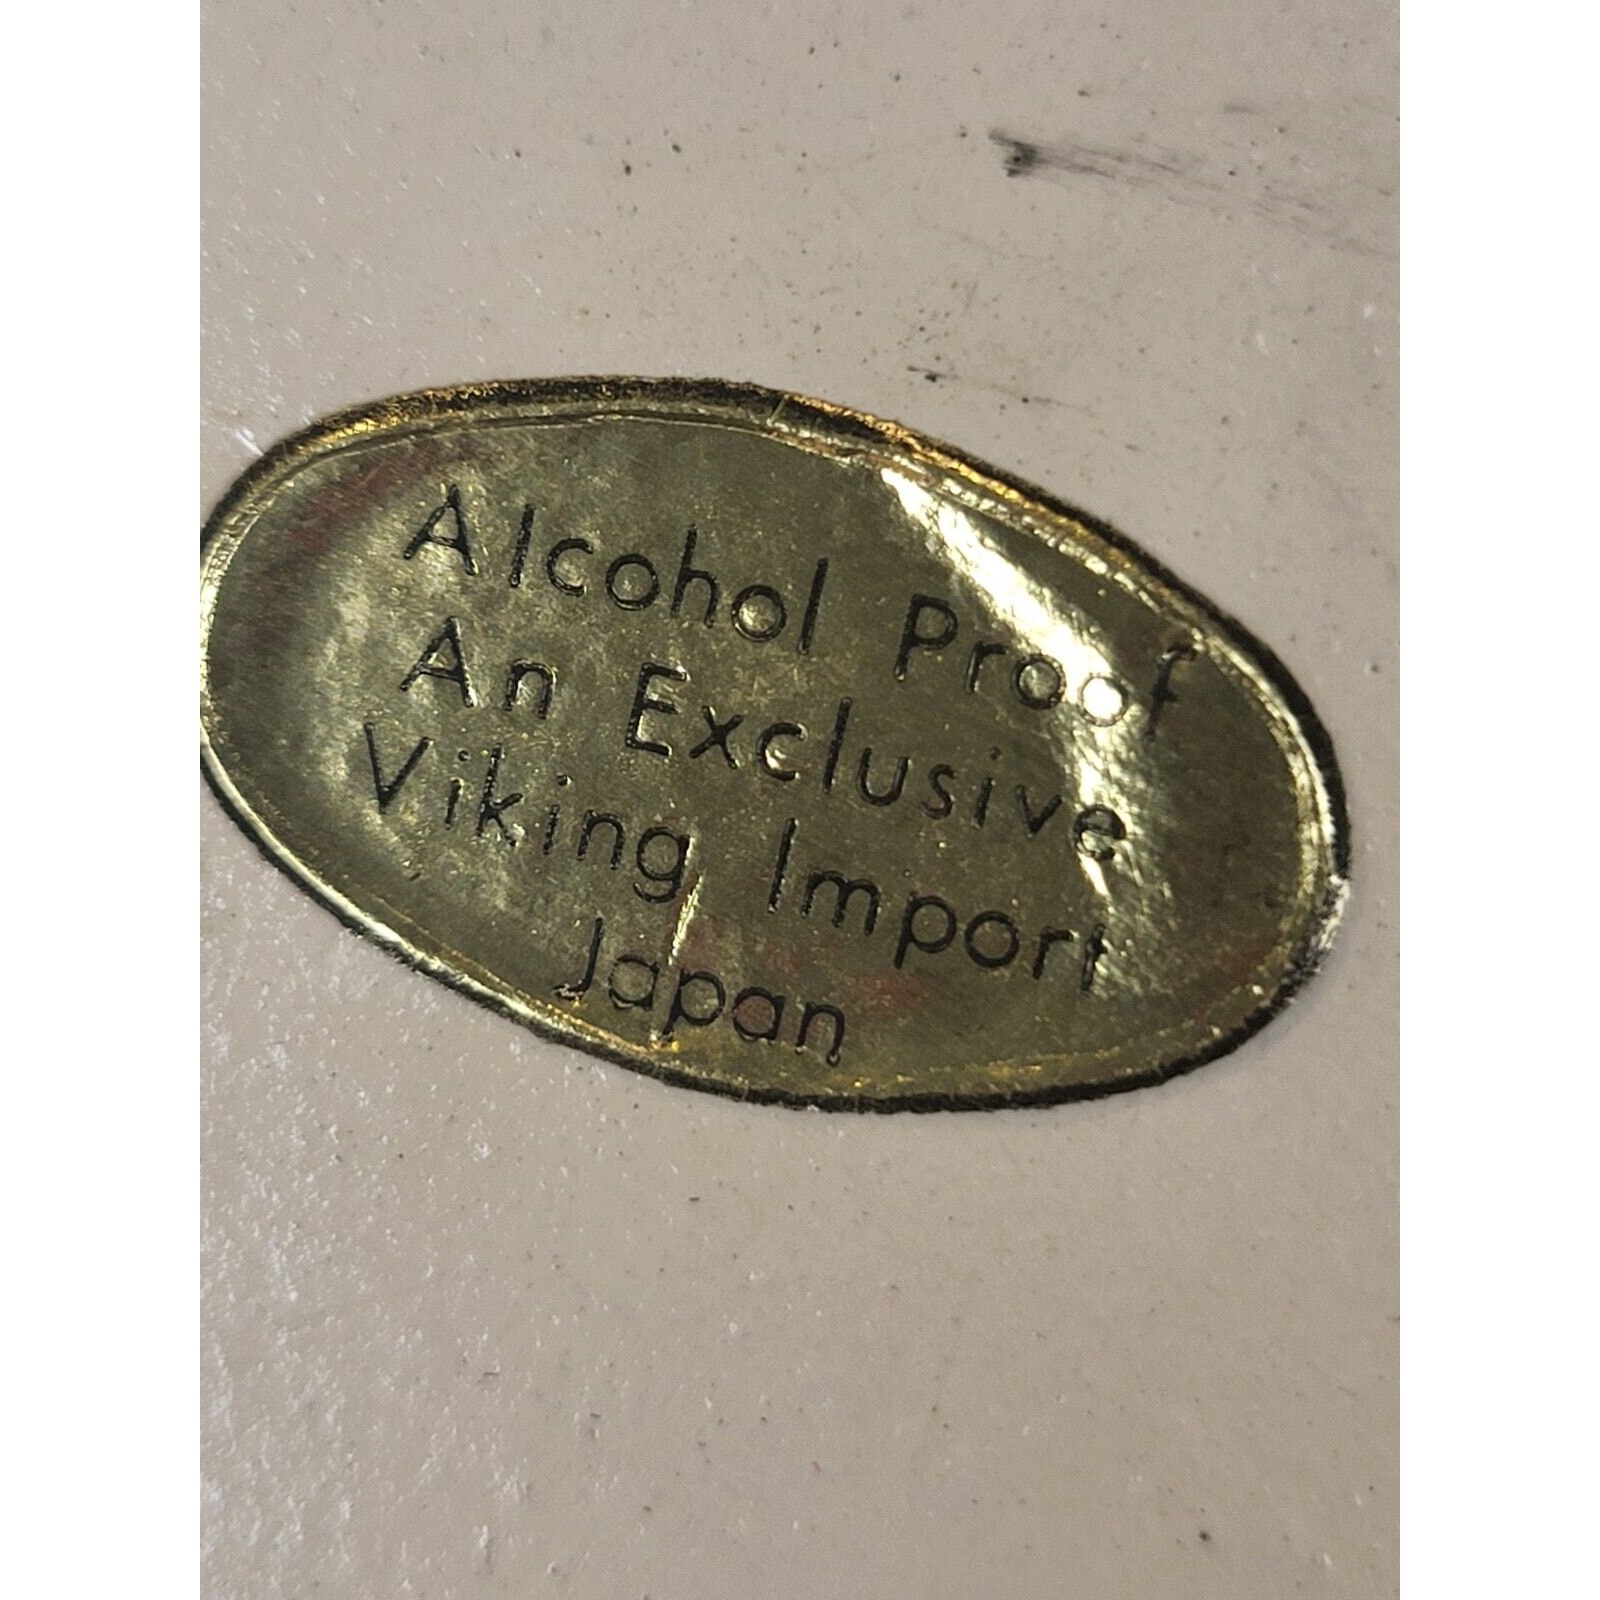 Alcohol Proof
An Exclusive
Viking Import
Japan